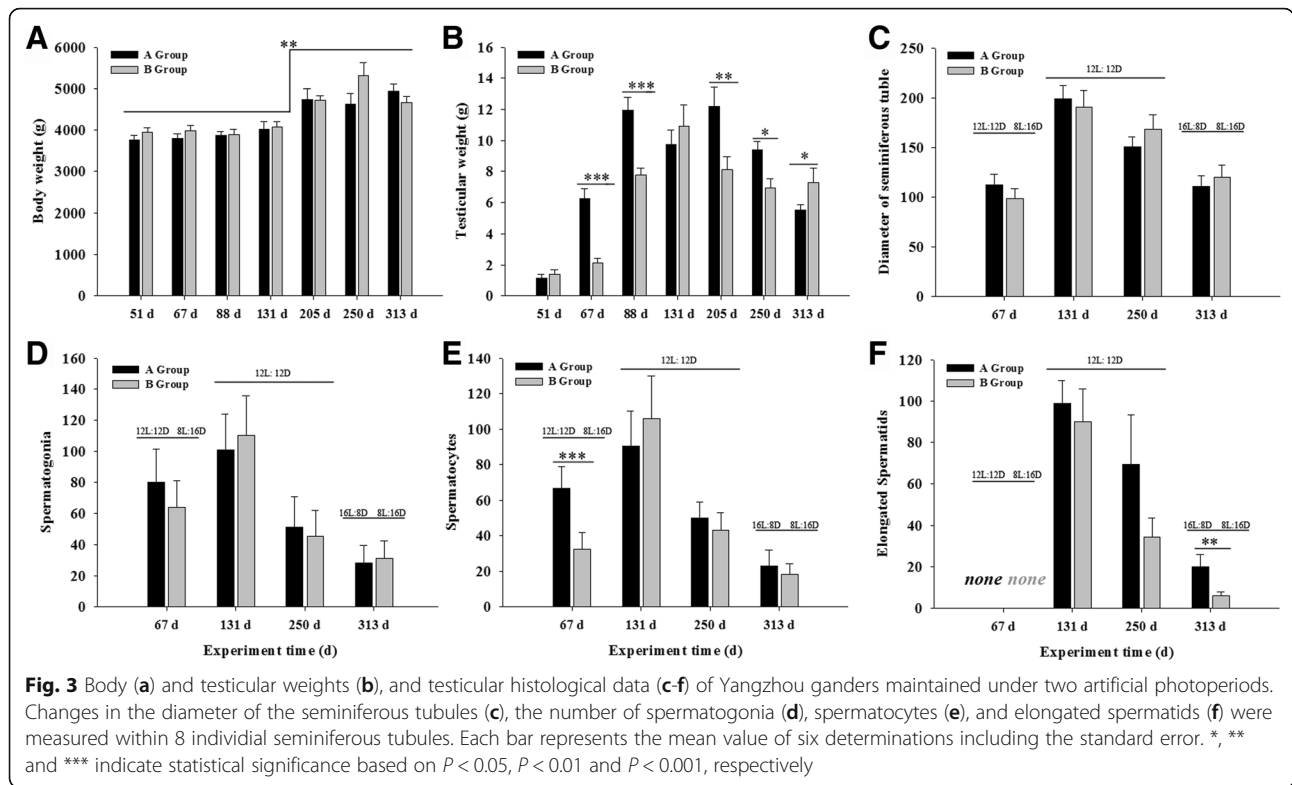 A
**
A Group
B Group
Body weight (g)
6000
5000
4000
3000
2000
1000
0
51 d 67 d 88 d 131 d 205 d 250 d 313 d
B
A Group
B Group
Testicular weight (g)
16
14
12
10
8
6
4
2
0
***
***
**
*
*
51 d 67 d 88 d 131 d 205 d 250 d 313 d
C
A Group
B Group
Diameter of seminiferous tuble
250
200
150
100
50
0
12L:12D 8L:16D
12L: 12D
16L:8D 8L:16D
67 d 131 d 250 d 313 d
D
A Group
B Group
Spermatogonia
160
140
120
100
80
60
40
20
0
12L:12D 8L:16D
12L: 12D
16L:8D 8L:16D
67 d 131 d 250 d 313 d
Experiment time (d)
E
A Group
B Group
Spermatocytes
140
120
100
80
60
40
20
0
12L:12D 8L:16D
***
12L: 12D
16L:8D 8L:16D
67 d 131 d 250 d 313 d
Experiment time (d)
F
A Group
B Group
Elongated Spermatids
120
100
80
60
40
20
0
12L:12D 8L:16D
none none
12L: 12D
16L:8D 8L:16D
**
67 d 131 d 250 d 313 d
Experiment time (d)
Fig. 3 Body (a) and testicular weights (b), and testicular histological data (c-f) of Yangzhou ganders maintained under two artificial photoperiods.
Changes in the diameter of the seminiferous tubules (c), the number of spermatogonia (d), spermatocytes (e), and elongated spermatids (f) were
measured within 8 individial seminiferous tubules. Each bar represents the mean value of six determinations including the standard error. *, **
and *** indicate statistical significance based on P < 0.05, P < 0.01 and P < 0.001, respectively